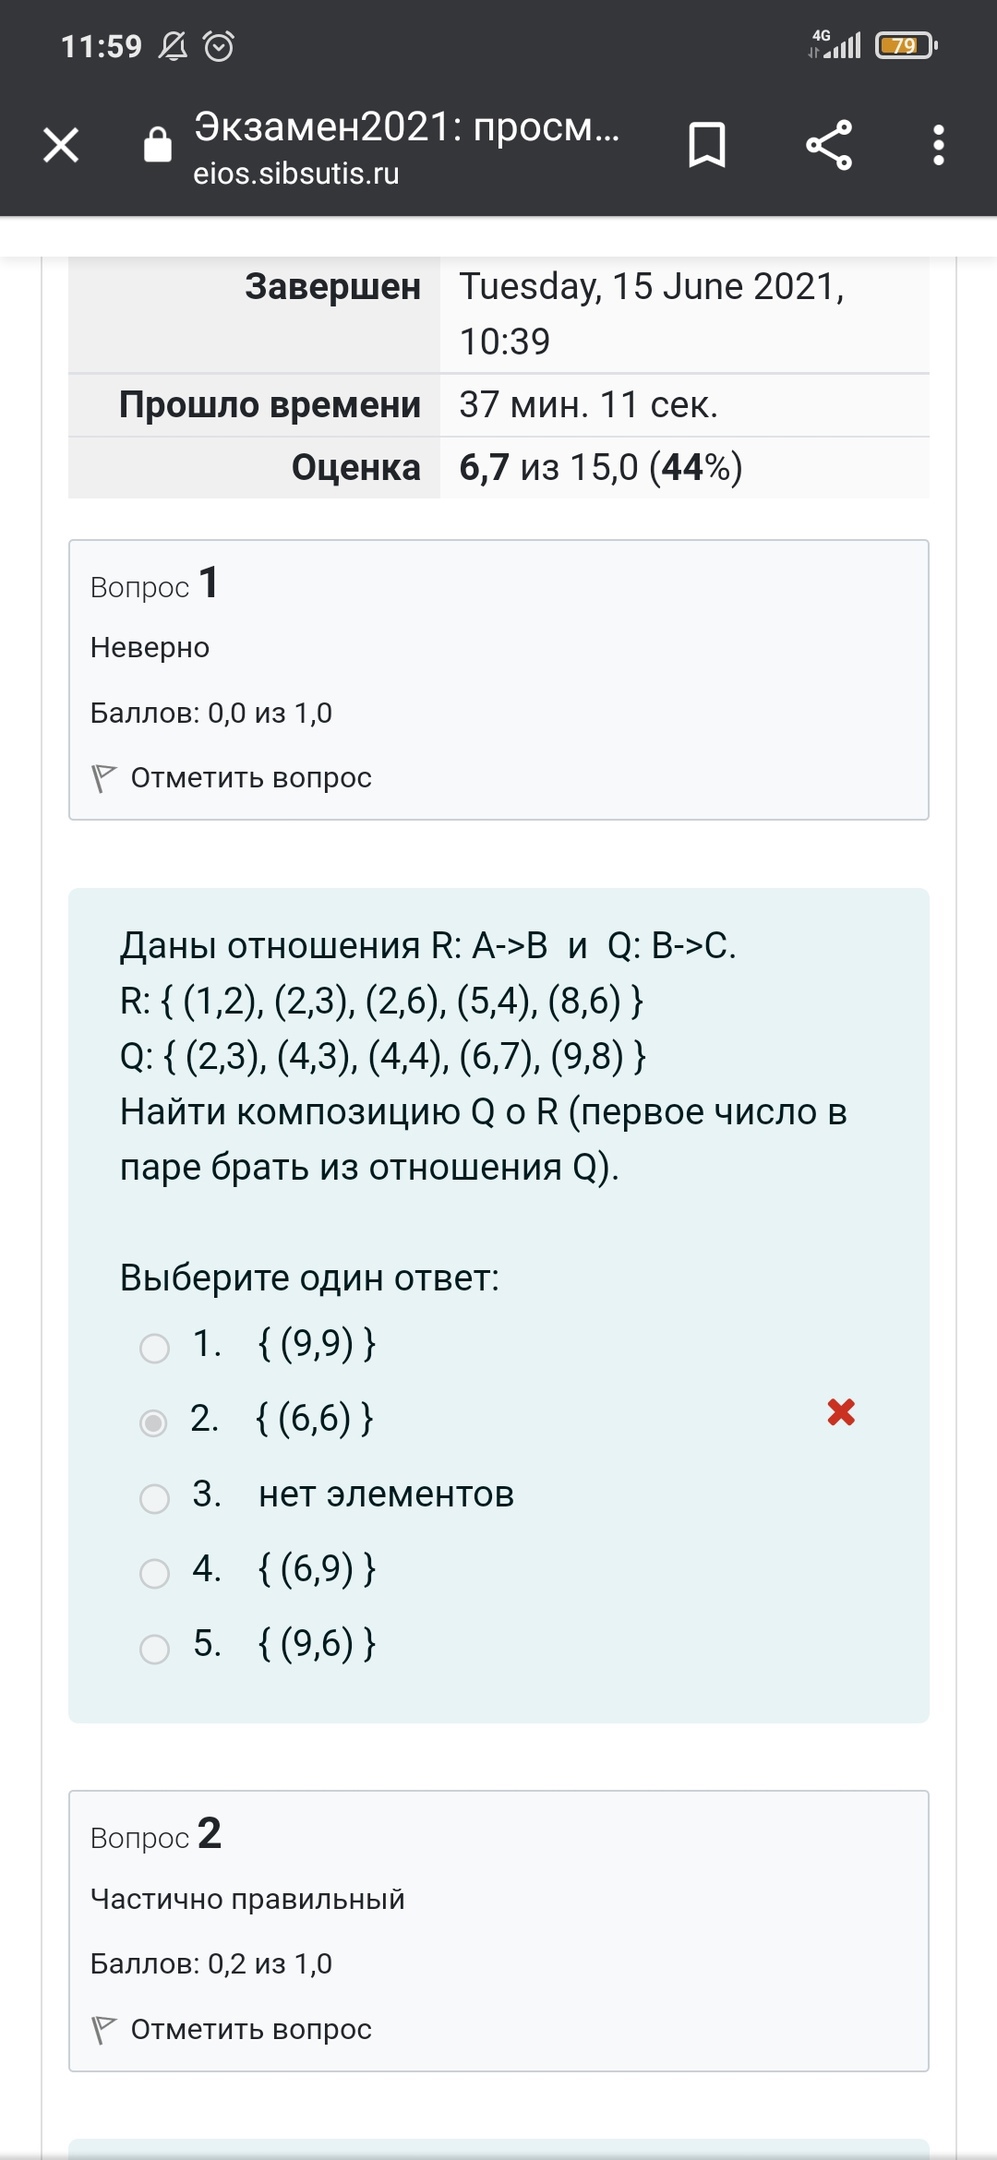 11:59
4G
79
Экзамен2021: просм...
eios.sibsutis.ru
Завершен Tuesday, 15 June 2021,
10:39
Прошло времени 37 мин. 11 сек.
Оценка 6,7 из 15,0 (44%)
Вопрос 1
Неверно
Баллов: 0,0 из 1,0
Отметить вопрос
Даны отношения R: A->B и Q: B->C.
R: { (1,2), (2,3), (2,6), (5,4), (8,6) }
Q: { (2,3), (4,3), (4,4), (6,7), (9,8) }
Найти композицию Q o R (первое число в
паре брать из отношения Q).
Выберите один ответ:
1. { (9,9) }
2. { (6,6) }
3. нет элементов
4. { (6,9) }
5. { (9,6) }
Вопрос 2
Частично правильный
Баллов: 0,2 из 1,0
Отметить вопрос